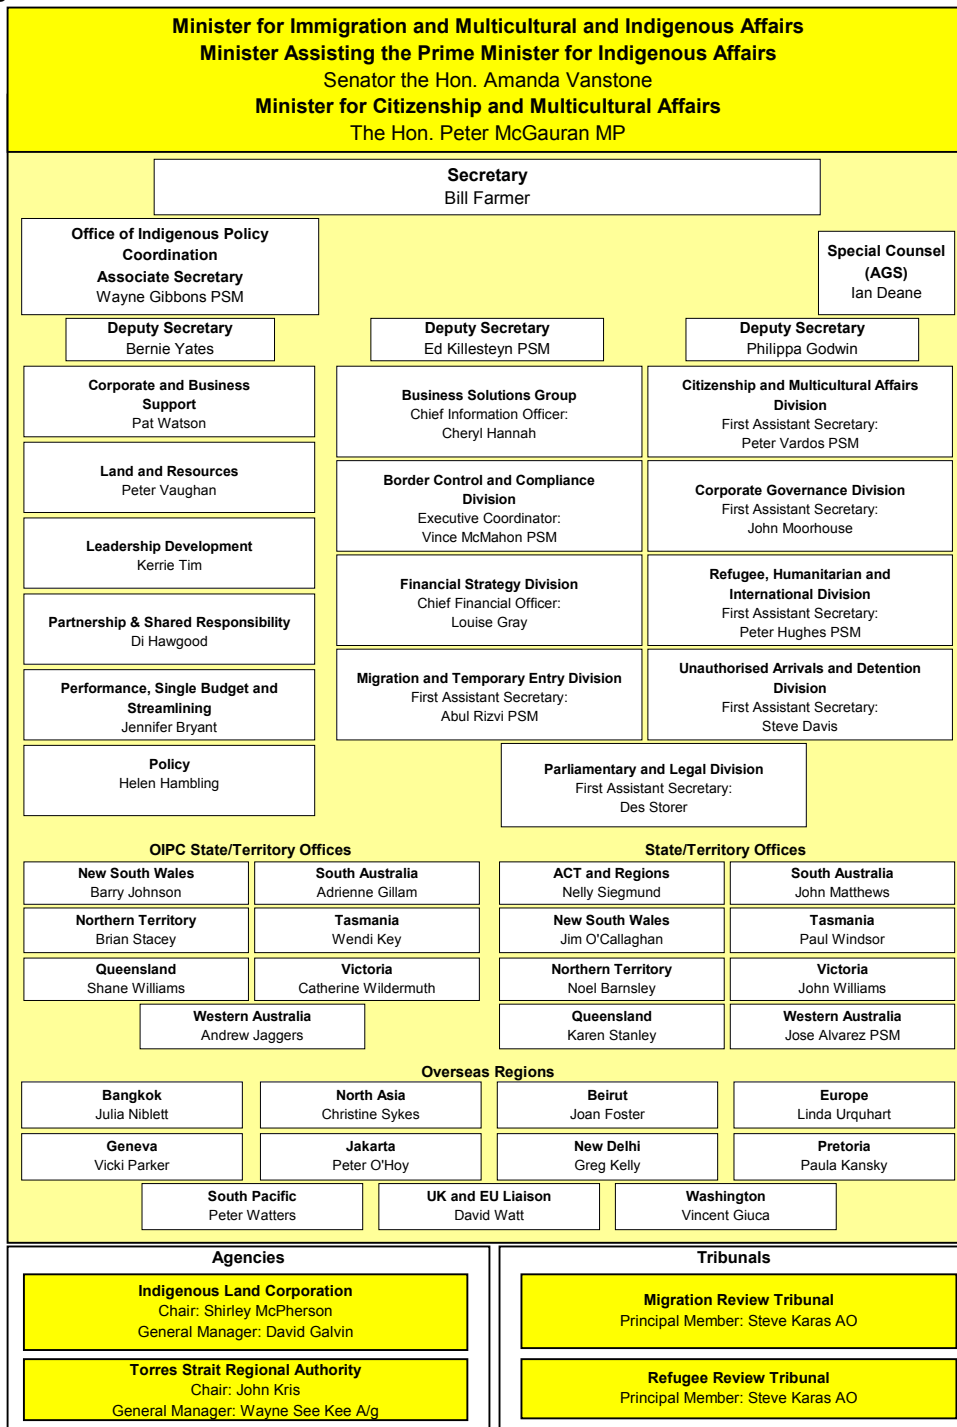 Minister for Immigration and Multicultural and Indigenous Affairs
Minister Assisting the Prime Minister for Indigenous Affairs
Senator the Hon. Amanda Vanstone
Minister for Citizenship and Multicultural Affairs
The Hon. Peter McGauran MP
Secretary
Bill Farmer
Office of Indigenous Policy
Coordination
Associate Secretary
Wayne Gibbons PSM
Special Counsel
(AGS)
Ian Deane
Deputy Secretary
Bernie Yates
Deputy Secretary
Ed Killesteyn PSM
Deputy Secretary
Philippa Godwin
Corporate and Business
Support
Pat Watson
Land and Resources
Peter Vaughan
Leadership Development
Kerrie Tim
Partnership & Shared Responsibility
Di Hawgood
Performance, Single Budget and
Streamlining
Jennifer Bryant
Policy
Helen Hambling
Business Solutions Group
Chief Information Officer:
Cheryl Hannah
Border Control and Compliance
Division
Executive Coordinator:
Vince McMahon PSM
Financial Strategy Division
Chief Financial Officer:
Louise Gray
Migration and Temporary Entry Division
First Assistant Secretary:
Abul Rizvi PSM
Citizenship and Multicultural Affairs
Division
First Assistant Secretary:
Peter Vardos PSM
Corporate Governance Division
First Assistant Secretary:
John Moorhouse
Refugee, Humanitarian and
International Division
First Assistant Secretary:
Peter Hughes PSM
Unauthorised Arrivals and Detention
Division
First Assistant Secretary:
Steve Davis
Parliamentary and Legal Division
First Assistant Secretary:
Des Storer
OIPC State/Territory Offices
New South Wales
Barry Johnson
South Australia
Adrienne Gillam
Northern Territory
Brian Stacey
Tasmania
Wendi Key
Queensland
Shane Williams
Victoria
Catherine Wildermuth
Western Australia
Andrew Jaggers
State/Territory Offices
ACT and Regions
Nelly Siegmund
South Australia
John Matthews
New South Wales
Jim O'Callaghan
Tasmania
Paul Windsor
Northern Territory
Noel Barnsley
Victoria
John Williams
Queensland
Karen Stanley
Western Australia
Jose Alvarez PSM
Overseas Regions
Bangkok
Julia Niblett
North Asia
Christine Sykes
Beirut
Joan Foster
Europe
Linda Urquhart
Geneva
Vicki Parker
Jakarta
Peter O'Hoy
New Delhi
Greg Kelly
Pretoria
Paula Kansky
South Pacific
Peter Watters
UK and EU Liaison
David Watt
Washington
Vincent Giuca
Agencies
Indigenous Land Corporation
Chair: Shirley McPherson
General Manager: David Galvin
Torres Strait Regional Authority
Chair: John Kris
General Manager: Wayne See Kee A/g
Tribunals
Migration Review Tribunal
Principal Member: Steve Karas AO
Refugee Review Tribunal
Principal Member: Steve Karas AO